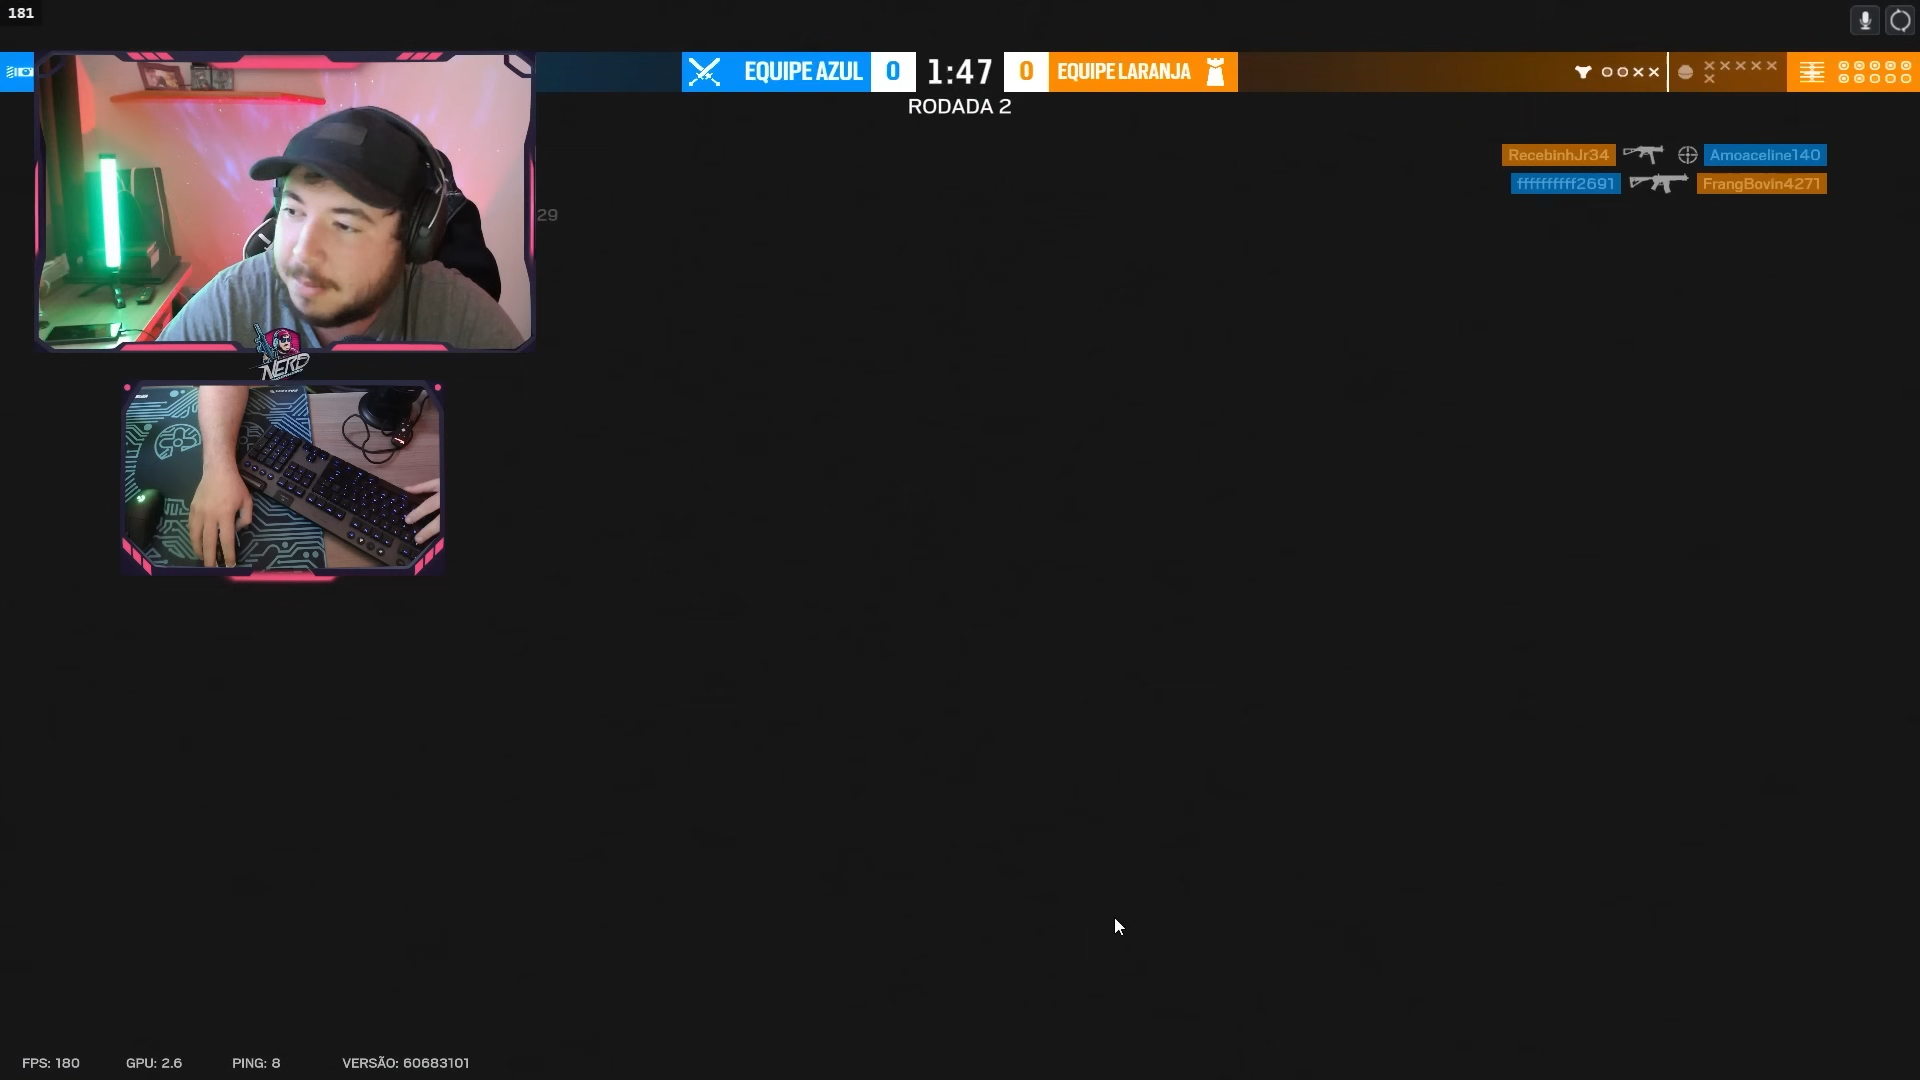 181
EQUIPE AZUL 0 1:47 0 EQUIPE LARANJA
RODADA 2
RecebinhJr34 Amoaceline140
ffffffffff2691 FrangBovin4271
29
NERD
FPS: 180 GPU: 2.6 PING: 8 VERSÃO: 60683101